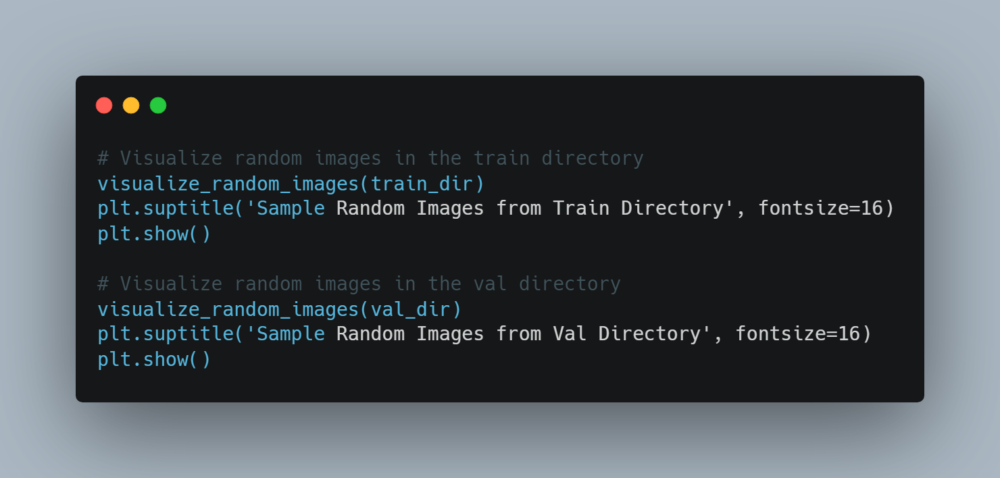 # Visualize random images in the train directory
visualize_random_images(train_dir)
plt.suptitle('Sample Random Images from Train Directory', fontsize=16)
plt.show()
# Visualize random images in the val directory
visualize_random_images(val_dir)
plt.suptitle('Sample Random Images from Val Directory', fontsize=16)
plt.show()